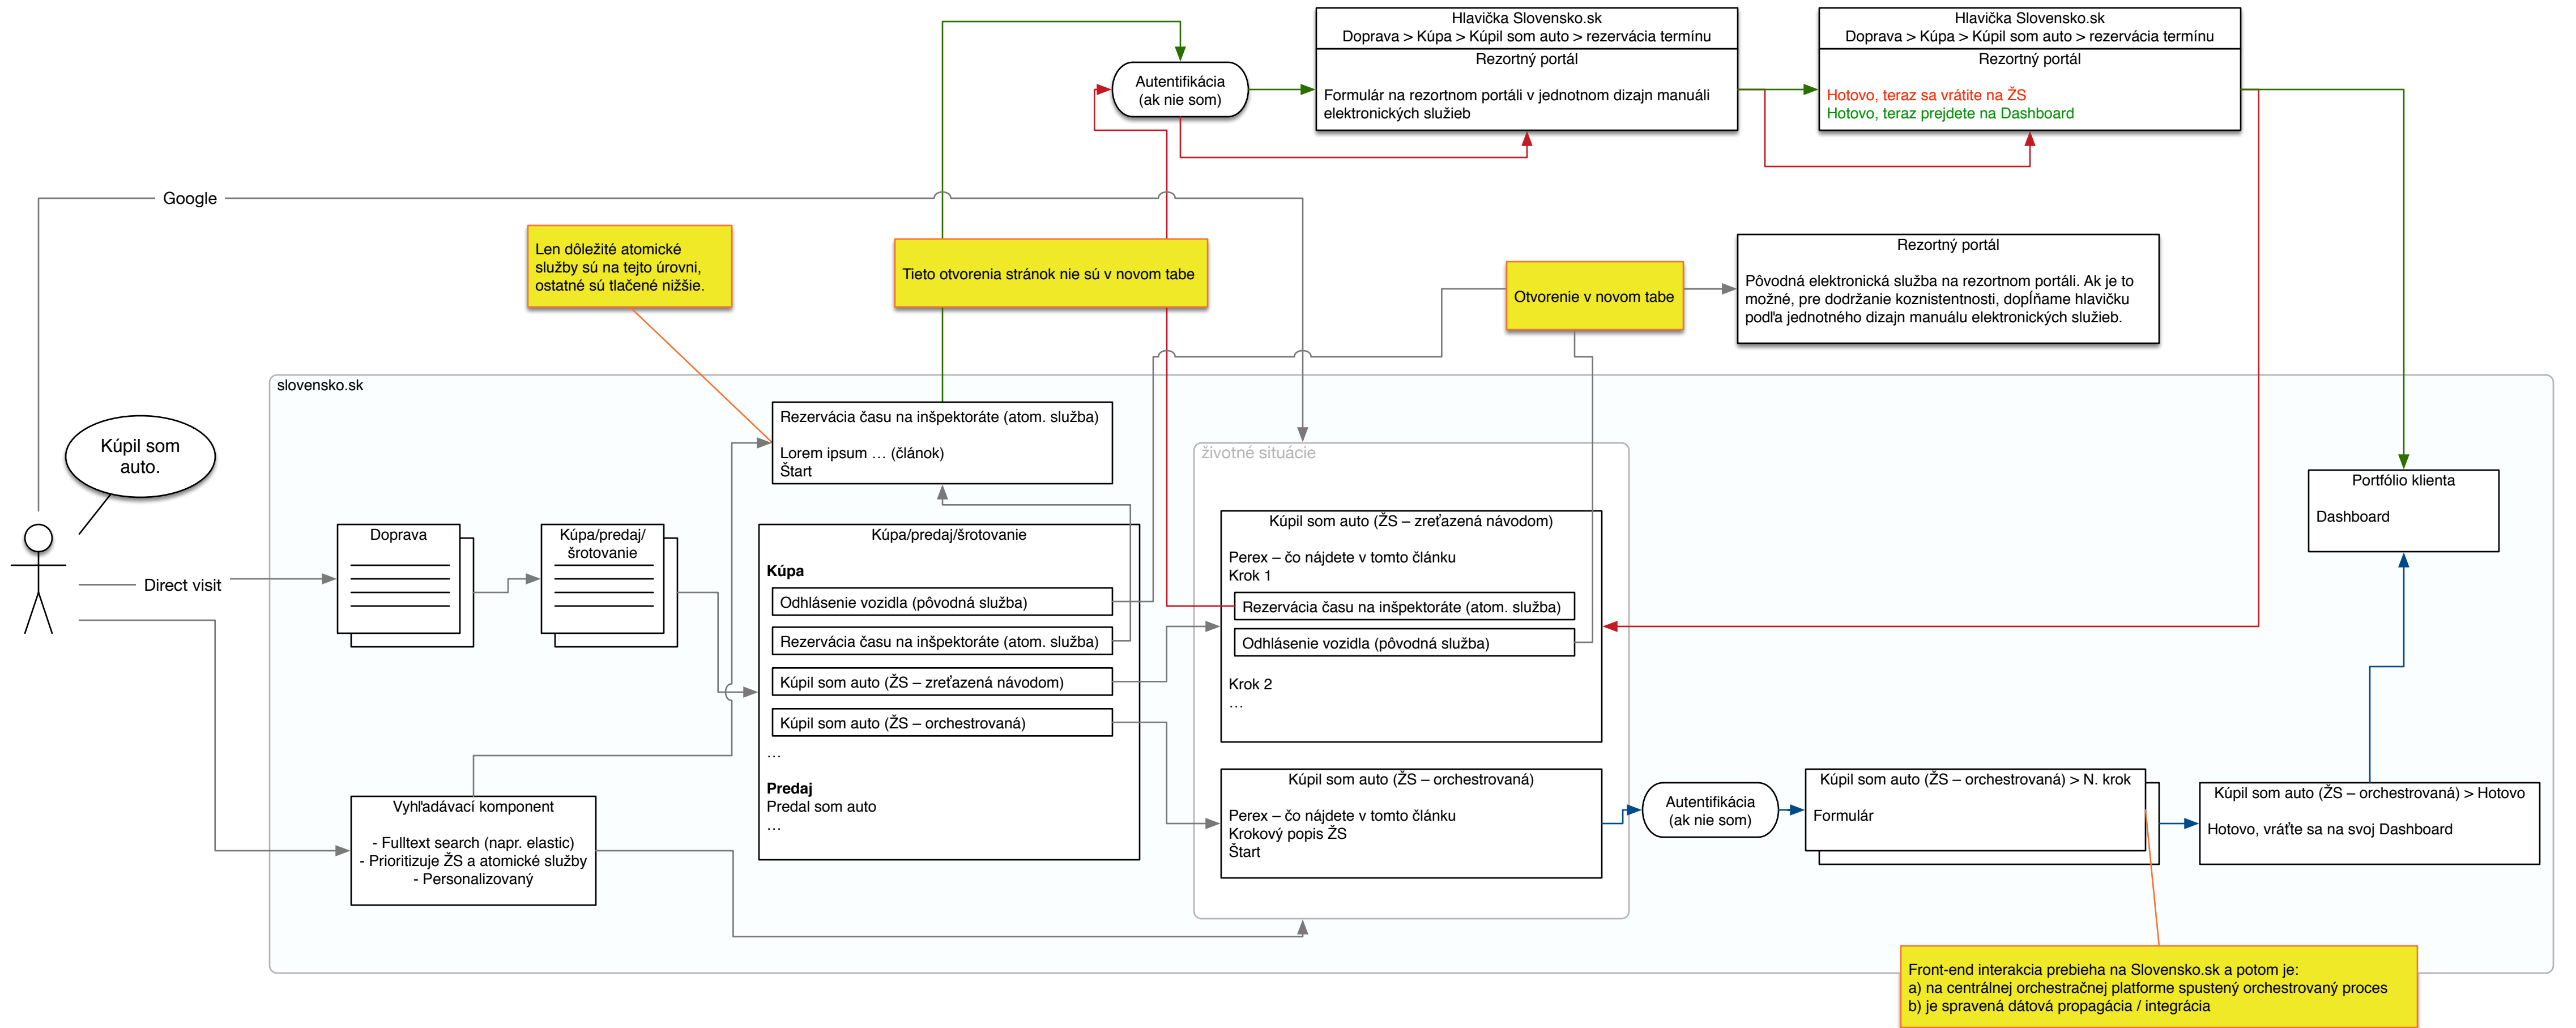 Hlavička Slovensko.sk
Doprava > Kúpa > Kúpil som auto > rezervácia termínu
Rezortný portál
Formulár na rezortnom portáli v jednotnom dizajn manuáli
elektronických služieb
Hlavička Slovensko.sk
Doprava > Kúpa > Kúpil som auto > rezervácia termínu
Rezortný portál
Hotovo, teraz sa vrátite na ŽS
Hotovo, teraz prejdete na Dashboard
Autentifikácia
(ak nie som)
Google
Len dôležité atomické
služby sú na tejto úrovni,
ostatné sú tlačené nižšie.
Tieto otvorenia stránok nie sú v novom tabe
Otvorenie v novom tabe
Rezortný portál
Pôvodná elektronická služba na rezortnom portáli. Ak je to
možné, pre dodržanie koznistentnosti, dopĺňame hlavičku
podľa jednotného dizajn manuálu elektronických služieb.
slovensko.sk
Kúpil som
auto.
Direct visit
Rezervácia času na inšpektoráte (atom. služba)
Lorem ipsum … (článok)
Štart
Doprava
Kúpa/predaj/
šrotovanie
Kúpa/predaj/šrotovanie
Kúpa
Odhlásenie vozidla (pôvodná služba)
Rezervácia času na inšpektoráte (atom. služba)
Kúpil som auto (ŽS – zreťazená návodom)
Kúpil som auto (ŽS – orchestrovaná)
…
Predaj
Predal som auto
…
životné situácie
Kúpil som auto (ŽS – zreťazená návodom)
Perex – čo nájdete v tomto článku
Krok 1
Rezervácia času na inšpektoráte (atom. služba)
Odhlásenie vozidla (pôvodná služba)
Krok 2
…
Kúpil som auto (ŽS – orchestrovaná)
Perex – čo nájdete v tomto článku
Krokový popis ŽS
Štart
Portfólio klienta
Dashboard
Vyhľadávací komponent
- Fulltext search (napr. elastic)
- Prioritizuje ŽS a atomické služby
- Personalizovaný
Autentifikácia
(ak nie som)
Kúpil som auto (ŽS – orchestrovaná) > N. krok
Formulár
Kúpil som auto (ŽS – orchestrovaná) > Hotovo
Hotovo, vráťte sa na svoj Dashboard
Front-end interakcia prebieha na Slovensko.sk a potom je:
a) na centrálnej orchestračnej platforme spustený orchestrovaný proces
b) je spravená dátová propagácia / integrácia